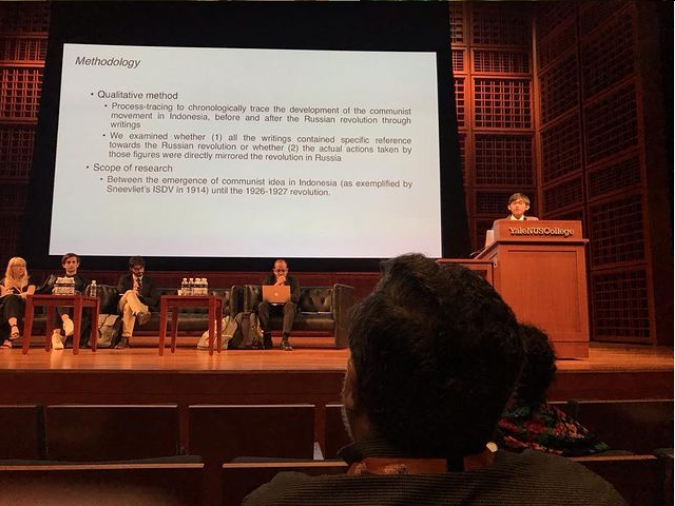 Methodology
• Qualitative method
• Process-tracing to chronologically trace the development of the communist
movement in Indonesia, before and after the Russian revolution through
writings
• We examined whether (1) all the writings contained specific reference
towards the Russian revolution or whether (2) the actual actions taken by
those figures were directly mirrored the revolution in Russia
• Scope of research
• Between the emergence of communist idea in Indonesia (as exemplified by
Sneevliet's ISDV in 1914) until the 1926-1927 revolution.
YaleNUSCollege